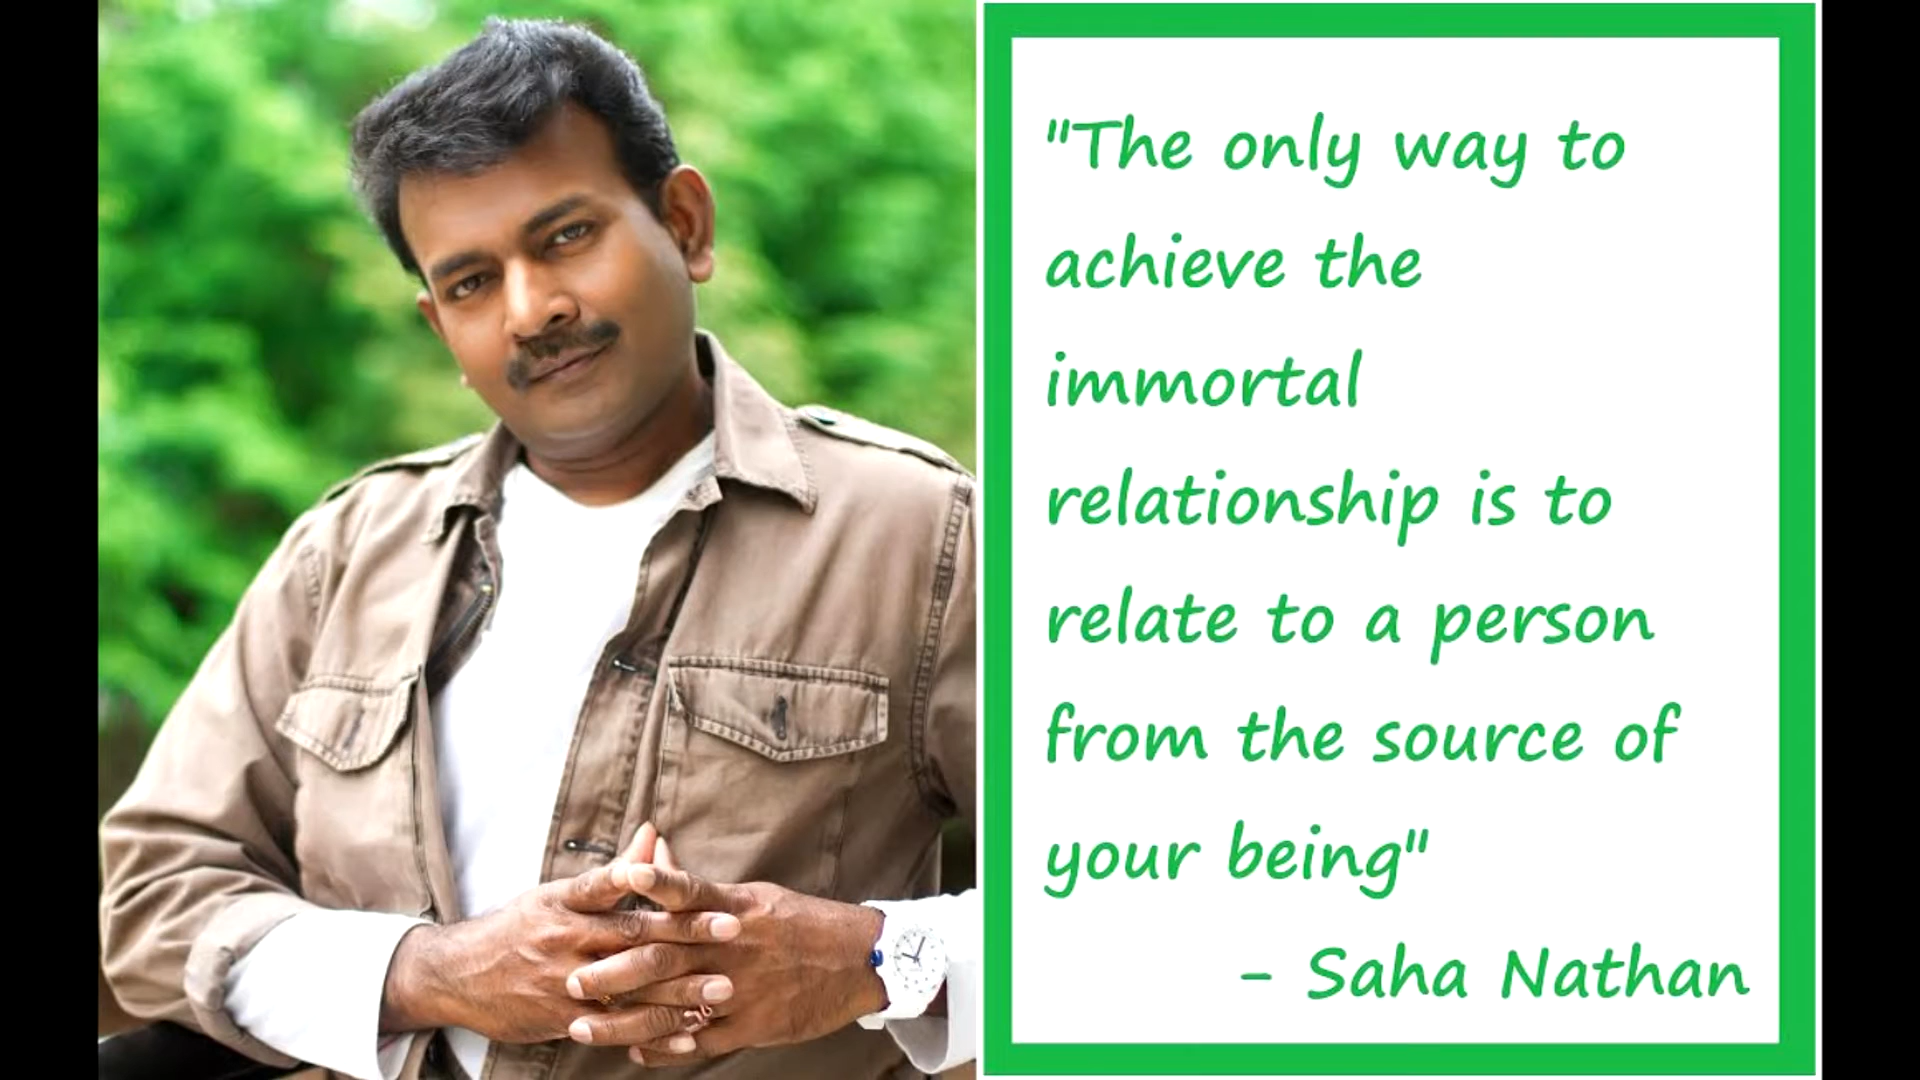 "The only way to
achieve the
immortal
relationship is to
relate to a person
from the source of
your being"
- Saha Nathan